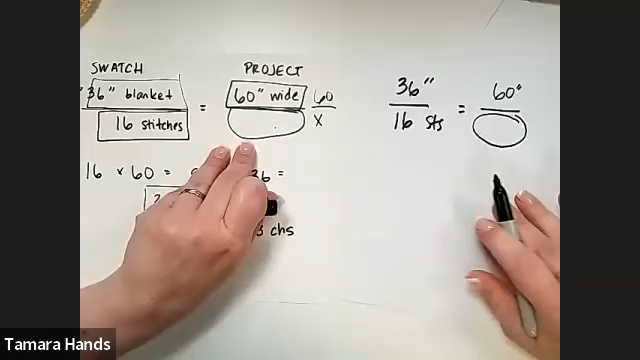 SWATCH
PROJECT
36" blanket
=
60" wide
60
16 stitches
x
36"
16 sts
=
60"
16 x 60 =
36 =
chs
Tamara Hands